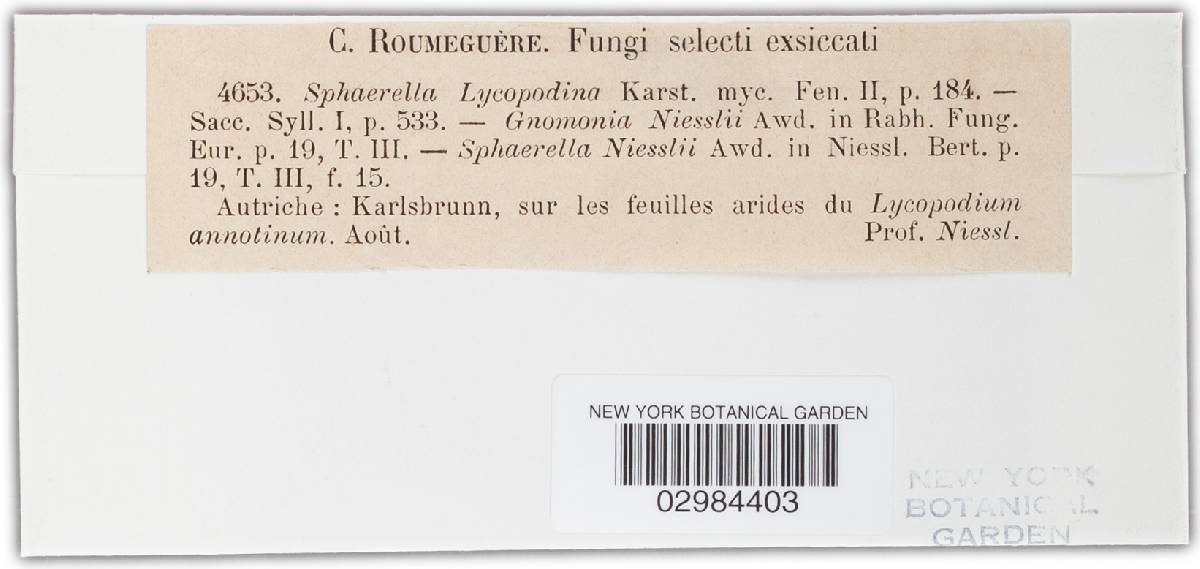 C. ROUMEGUÈRE. Fungi selecti exsiccati
4653. Sphaerella Lycopodina Karst. myc. Fen. II, p. 184. —
Sacc. Syll. I, p. 533. — Gnomonia Niesslii Awd. in Rabh. Fung.
Eur. p. 19, T. III. — Sphaerella Niesslii Awd. in Niessl. Bert. p.
19, T. III, f. 15.
Autriche : Karlsbrunn, sur les feuilles arides du Lycopodium
annotinum. Août. Prof. Niessl.
NEW YORK BOTANICAL GARDEN
02984403
NEW YORK
BOTANICAL
GARDEN